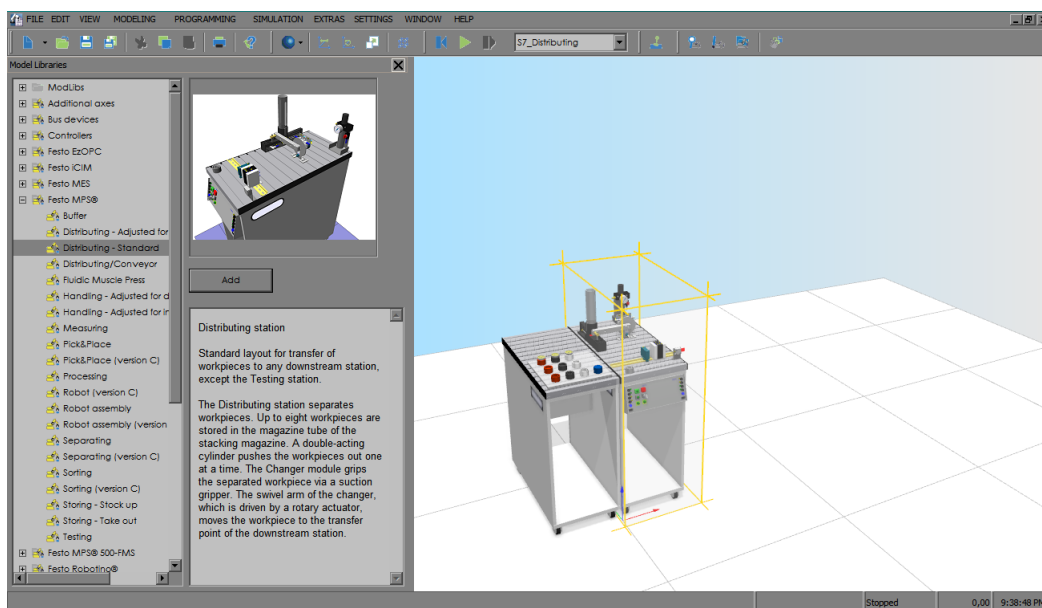 FILE EDIT VIEW MODELING PROGRAMMING SIMULATION EXTRAS SETTINGS WINDOW HELP
S7_Distributing
Model Libraries
ModLibs
Additional axes
Bus devices
Controllers
Festo EzOPC
Festo iCIM
Festo MES
Festo MPS®
Buffer
Distributing - Adjusted for
Distributing - Standard
Distributing/Conveyor
Fluidic Muscle Press
Handling - Adjusted for d
Handling - Adjusted for in
Measuring
Pick&Place
Pick&Place (version C)
Processing
Robot (version C)
Robot assembly
Robot assembly (version
Separating
Separating (version C)
Sorting
Sorting (version C)
Storing - Stock up
Storing - Take out
Testing
Festo MPS® 500-FMS
Festo Robotino®
Add
Distributing station
Standard layout for transfer of
workpieces to any downstream station,
except the Testing station.
The Distributing station separates
workpieces. Up to eight workpieces are
stored in the magazine tube of the
stacking magazine. A double-acting
cylinder pushes the workpieces out one
at a time. The Changer module grips
the separated workpiece via a suction
gripper. The swivel arm of the changer,
which is driven by a rotary actuator,
moves the workpiece to the transfer
point of the downstream station.
Stopped 0,00 9:38:48 PM